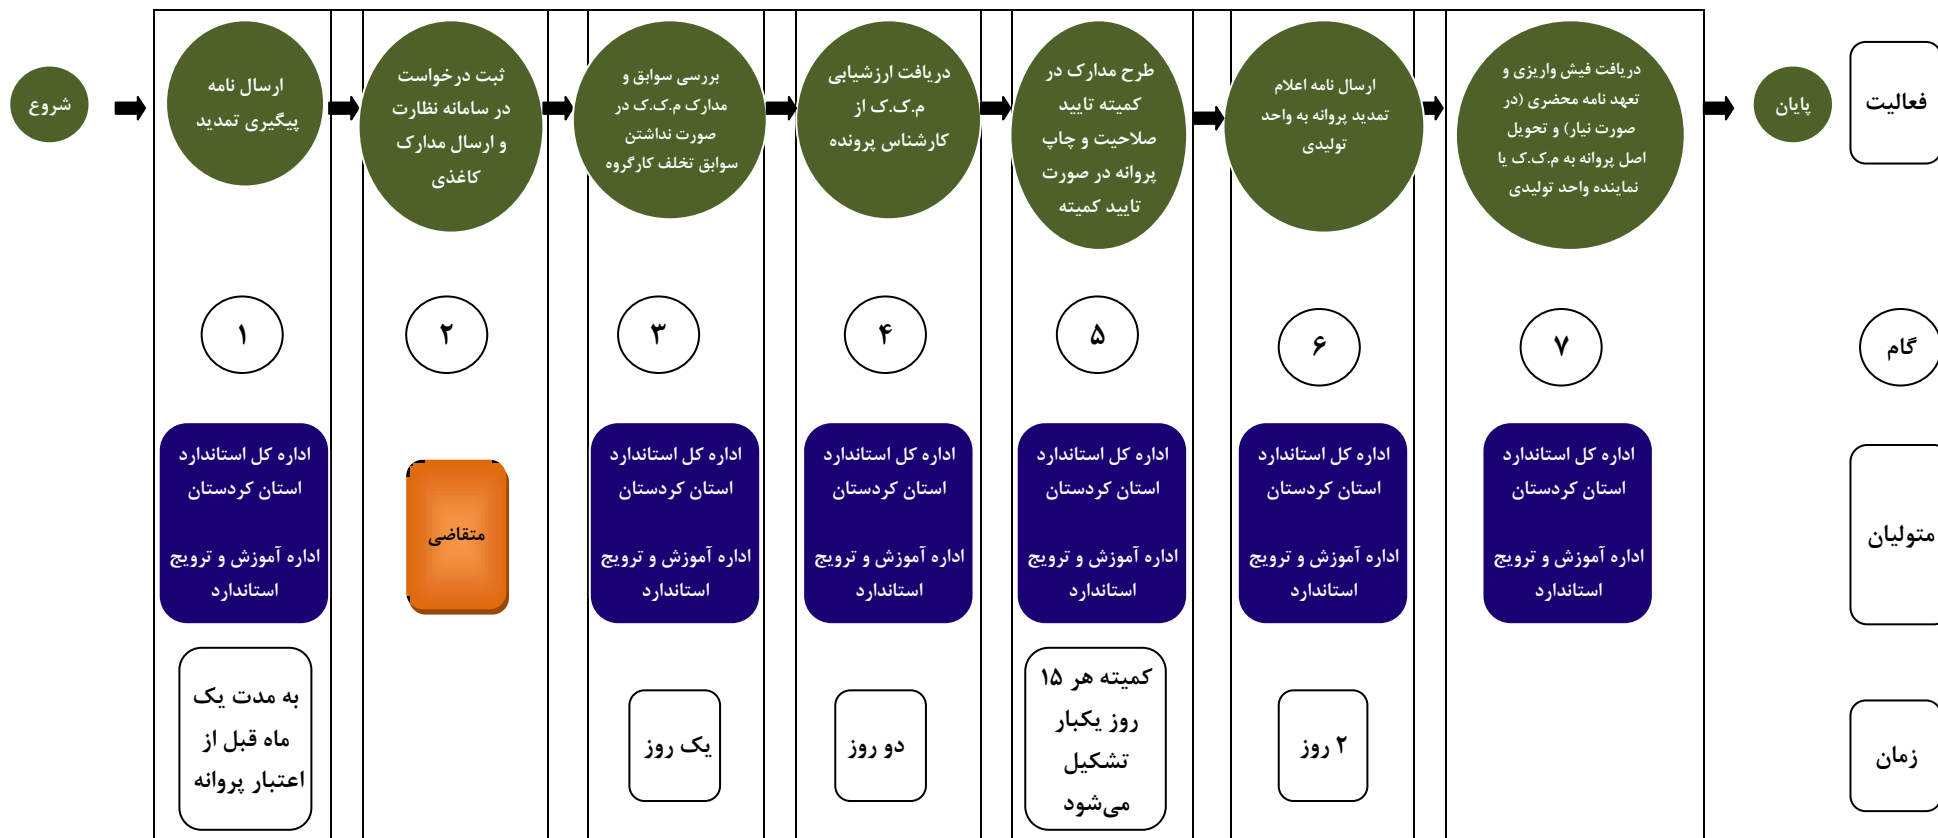 شروع
ارسال نامه
پیگیری تمدید
ثبت درخواست
در سامانه نظارت
و ارسال مدارک
کاغذی
بررسی سوابق و
مدارک م.ک.ک در
صورت نداشتن
سوابق تخلف کارگروه
دریافت ارزشیابی
م.ک.ک از
کارشناس پرونده
طرح مدارک در
کمیته تایید
صلاحیت و چاپ
پروانه در صورت
تایید کمیته
ارسال نامه اعلام
تمدید پروانه به واحد
تولیدی
دریافت فیش واریزی و
تعهد نامه محضری (در
صورت نیار) و تحویل
اصل پروانه به م.ک.ک یا
نماینده واحد تولیدی
پایان
فعالیت
۱
۲
۳
۴
۵
۶
۷
گام
اداره کل استاندارد
استان کردستان
اداره آموزش و ترویج
استاندارد
متقاضی
اداره کل استاندارد
استان کردستان
اداره آموزش و ترویج
استاندارد
اداره کل استاندارد
استان کردستان
اداره آموزش و ترویج
استاندارد
اداره کل استاندارد
استان کردستان
اداره آموزش و ترویج
استاندارد
اداره کل استاندارد
استان کردستان
اداره آموزش و ترویج
استاندارد
اداره کل استاندارد
استان کردستان
اداره آموزش و ترویج
استاندارد
متولیان
به مدت یک
ماه قبل از
اعتبار پروانه
یک روز
دو روز
کمیته هر ۱۵
روز یکبار
تشکیل
می‌شود
۲ روز
زمان